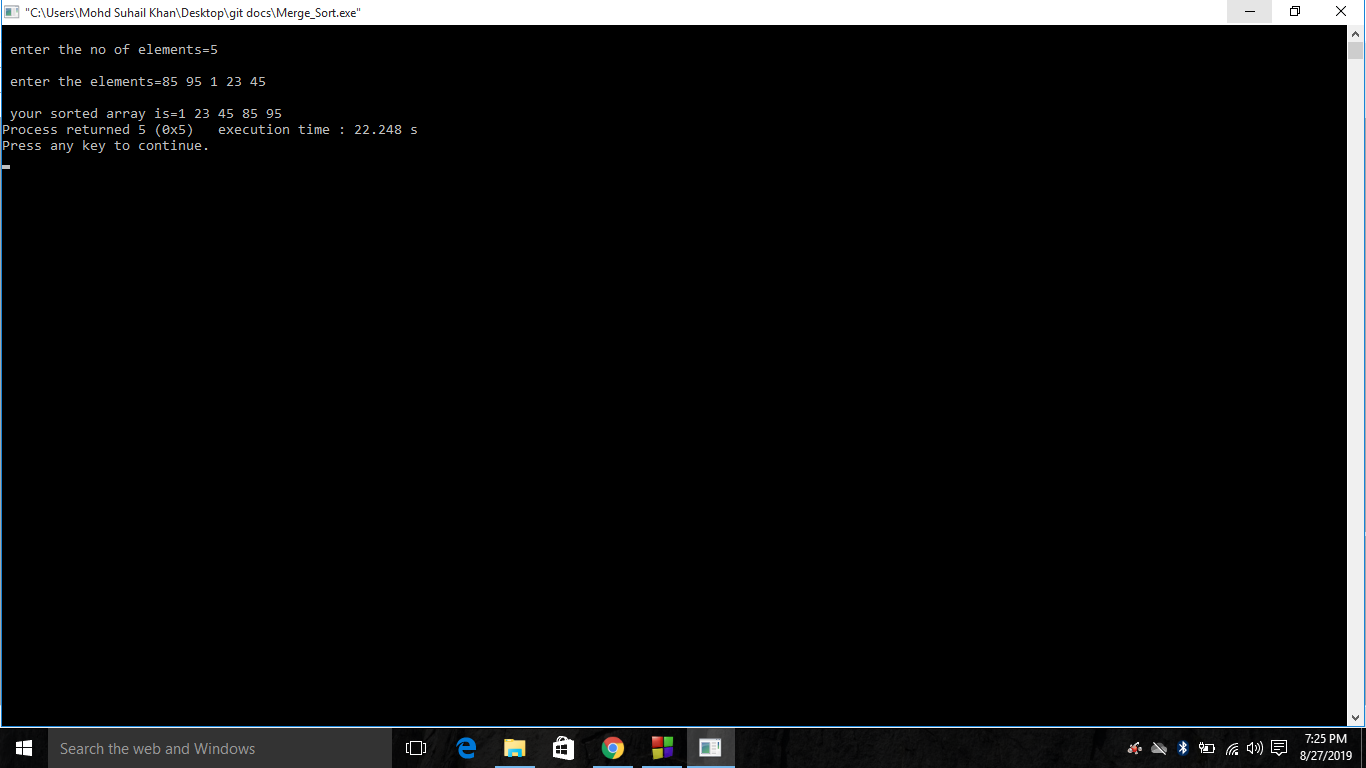 "C:\Users\Mohd Suhail Khan\Desktop\git docs\Merge_Sort.exe"
enter the no of elements=5
enter the elements=85 95 1 23 45
your sorted array is=1 23 45 85 95
Process returned 5 (0x5)   execution time : 22.248 s
Press any key to continue.
Search the web and Windows
7:25 PM
8/27/2019